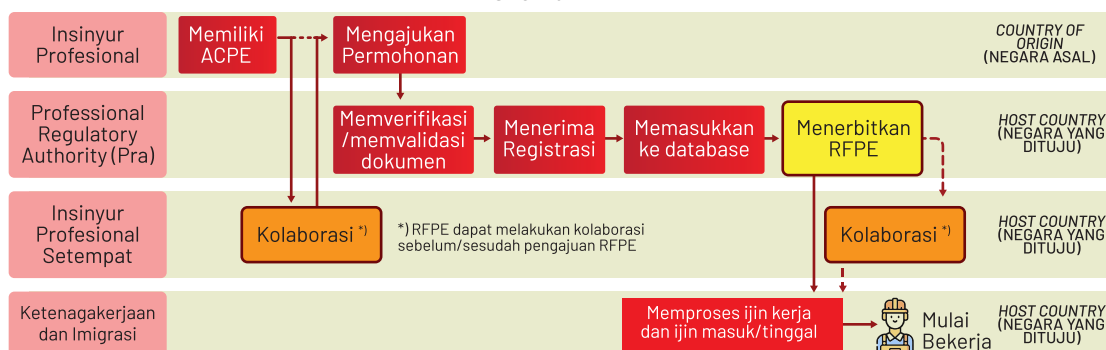 Insinyur
Profesional
Memiliki
ACPE
Mengajukan
Permohonan
COUNTRY OF
ORIGIN
(NEGARA ASAL)
Professional
Regulatory
Authority (Pra)
Memverifikasi
/memvalidasi
dokumen
Menerima
Registrasi
Memasukkan
ke database
Menerbitkan
RFPE
HOST COUNTRY
(NEGARA YANG
DITUJU)
Insinyur
Profesional
Setempat
Kolaborasi *)
*) RFPE dapat melakukan kolaborasi
sebelum/sesudah pengajuan RFPE
Kolaborasi *)
HOST COUNTRY
(NEGARA YANG
DITUJU)
Ketenagakerjaan
dan Imigrasi
Memproses ijin kerja
dan ijin masuk/tinggal
Mulai
Bekerja
HOST COUNTRY
(NEGARA YANG
DITUJU)